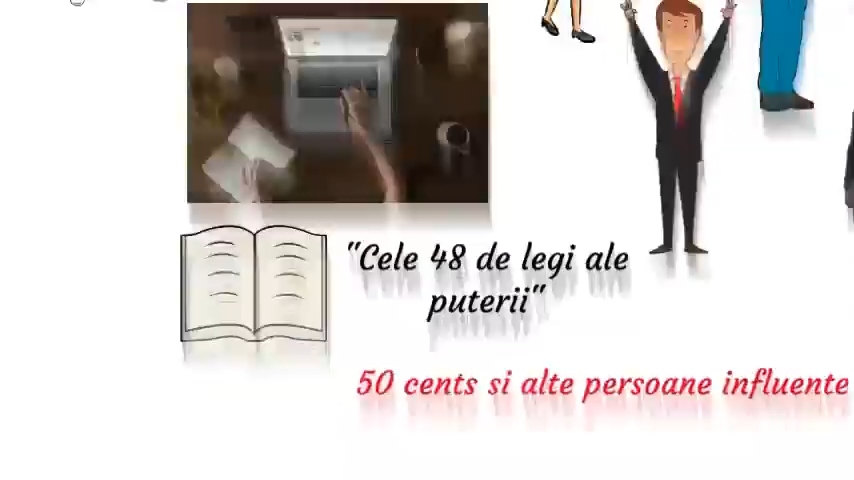 "Cele 48 de legi ale
puterii"
50 cents si alte persoane influente